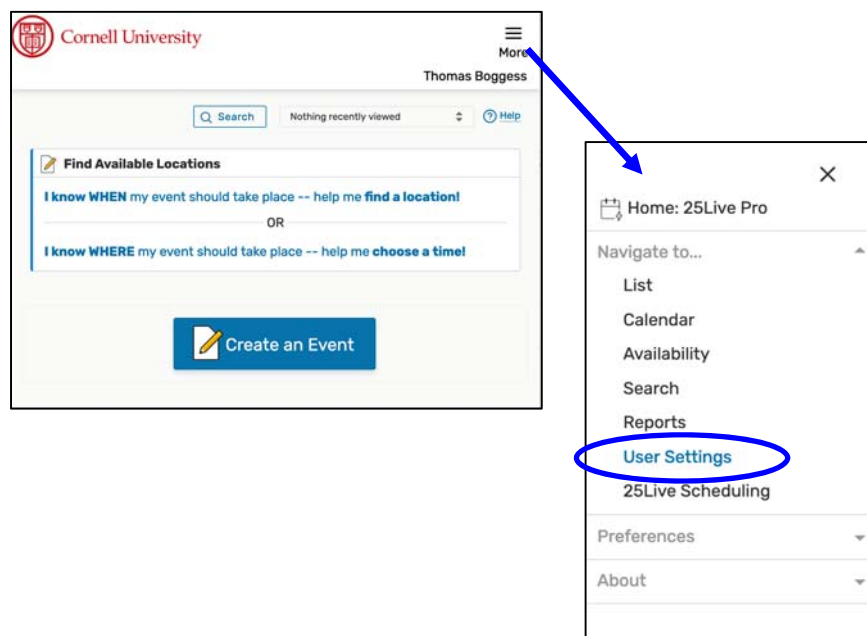 Cornell University
More
Thomas Boggess
Search
Nothing recently viewed
Help
Find Available Locations
I know WHEN my event should take place -- help me find a location!
OR
I know WHERE my event should take place -- help me choose a time!
Create an Event
Home: 25Live Pro
Navigate to...
List
Calendar
Availability
Search
Reports
User Settings
25Live Scheduling
Preferences
About